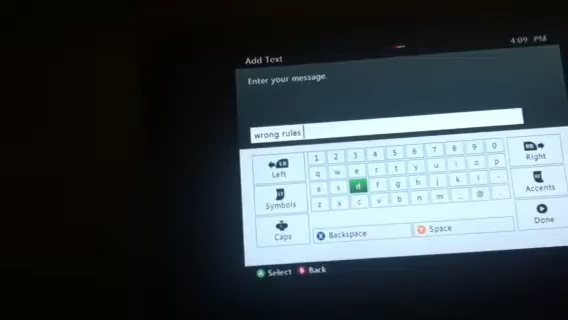 4:09 PM
Add Text
Enter your message.
wrong rules
1 2 3 4 5 6 7 8 9 0
q w e r t y u i o p
a s d f g h j k l -
z x c v b n m _ @ .
Left
Symbols
Caps
Right
Accents
Done
X Backspace
Y Space
A Select B Back